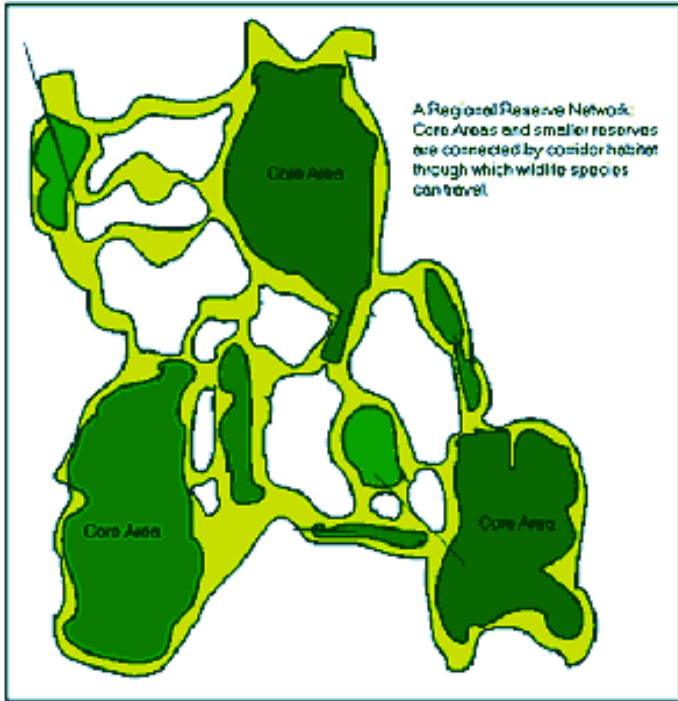 A Regional Reserve Network:
Core Areas and smaller reserves
are connected by corridor habitat
through which wildlife species
can travel.
Core Area
Core Area
Core Area